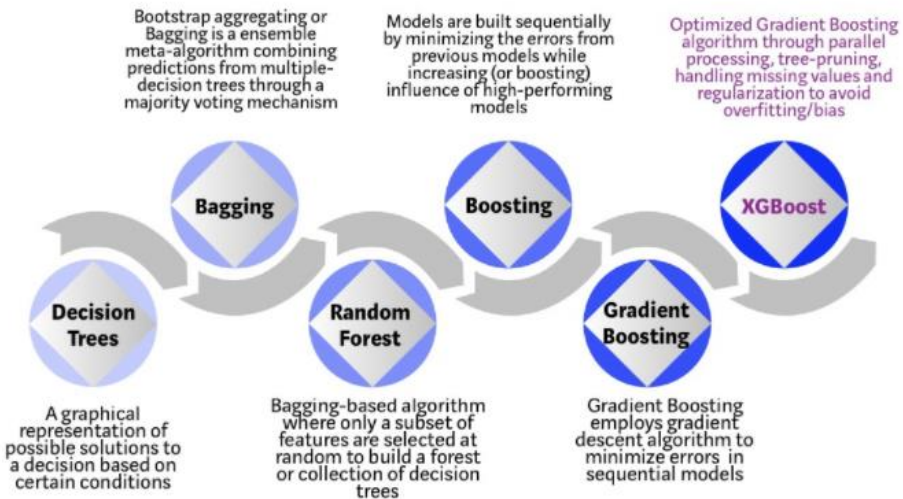 Bootstrap aggregating or
Bagging is a ensemble
meta-algorithm combining
predictions from multiple-
decision trees through a
majority voting mechanism
Models are built sequentially
by minimizing the errors from
previous models while
increasing (or boosting)
influence of high-performing
models
Optimized Gradient Boosting
algorithm through parallel
processing, tree-pruning,
handling missing values and
regularization to avoid
overfitting/bias
Bagging
Boosting
XGBoost
Decision
Trees
Random
Forest
Gradient
Boosting
A graphical
representation of
possible solutions to
a decision based on
certain conditions
Bagging-based algorithm
where only a subset of
features are selected at
random to build a forest
or collection of decision
trees
Gradient Boosting
employs gradient
descent algorithm to
minimize errors in
sequential models